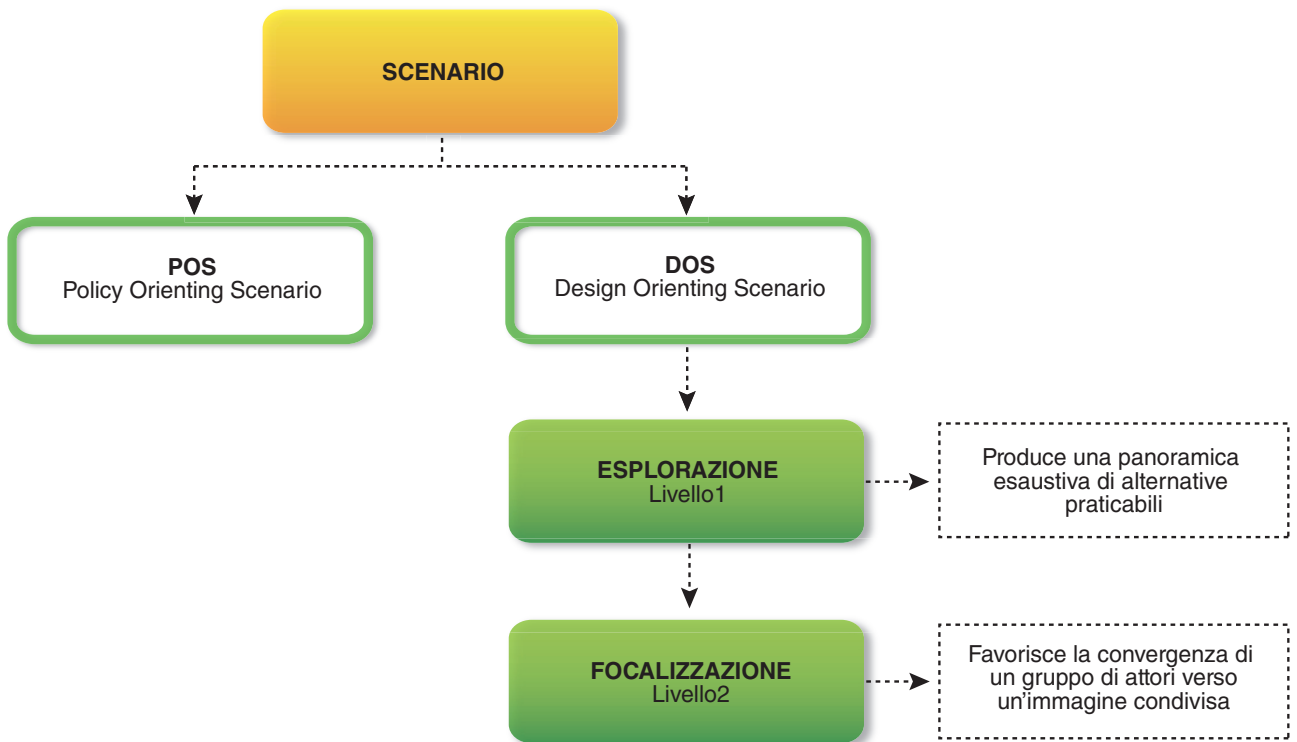 SCENARIO
POS
Policy Orienting Scenario
DOS
Design Orienting Scenario
ESPLORAZIONE
Livello1
Produce una panoramica
esaustiva di alternative
praticabili
FOCALIZZAZIONE
Livello2
Favorisce la convergenza di
un gruppo di attori verso
un’immagine condivisa